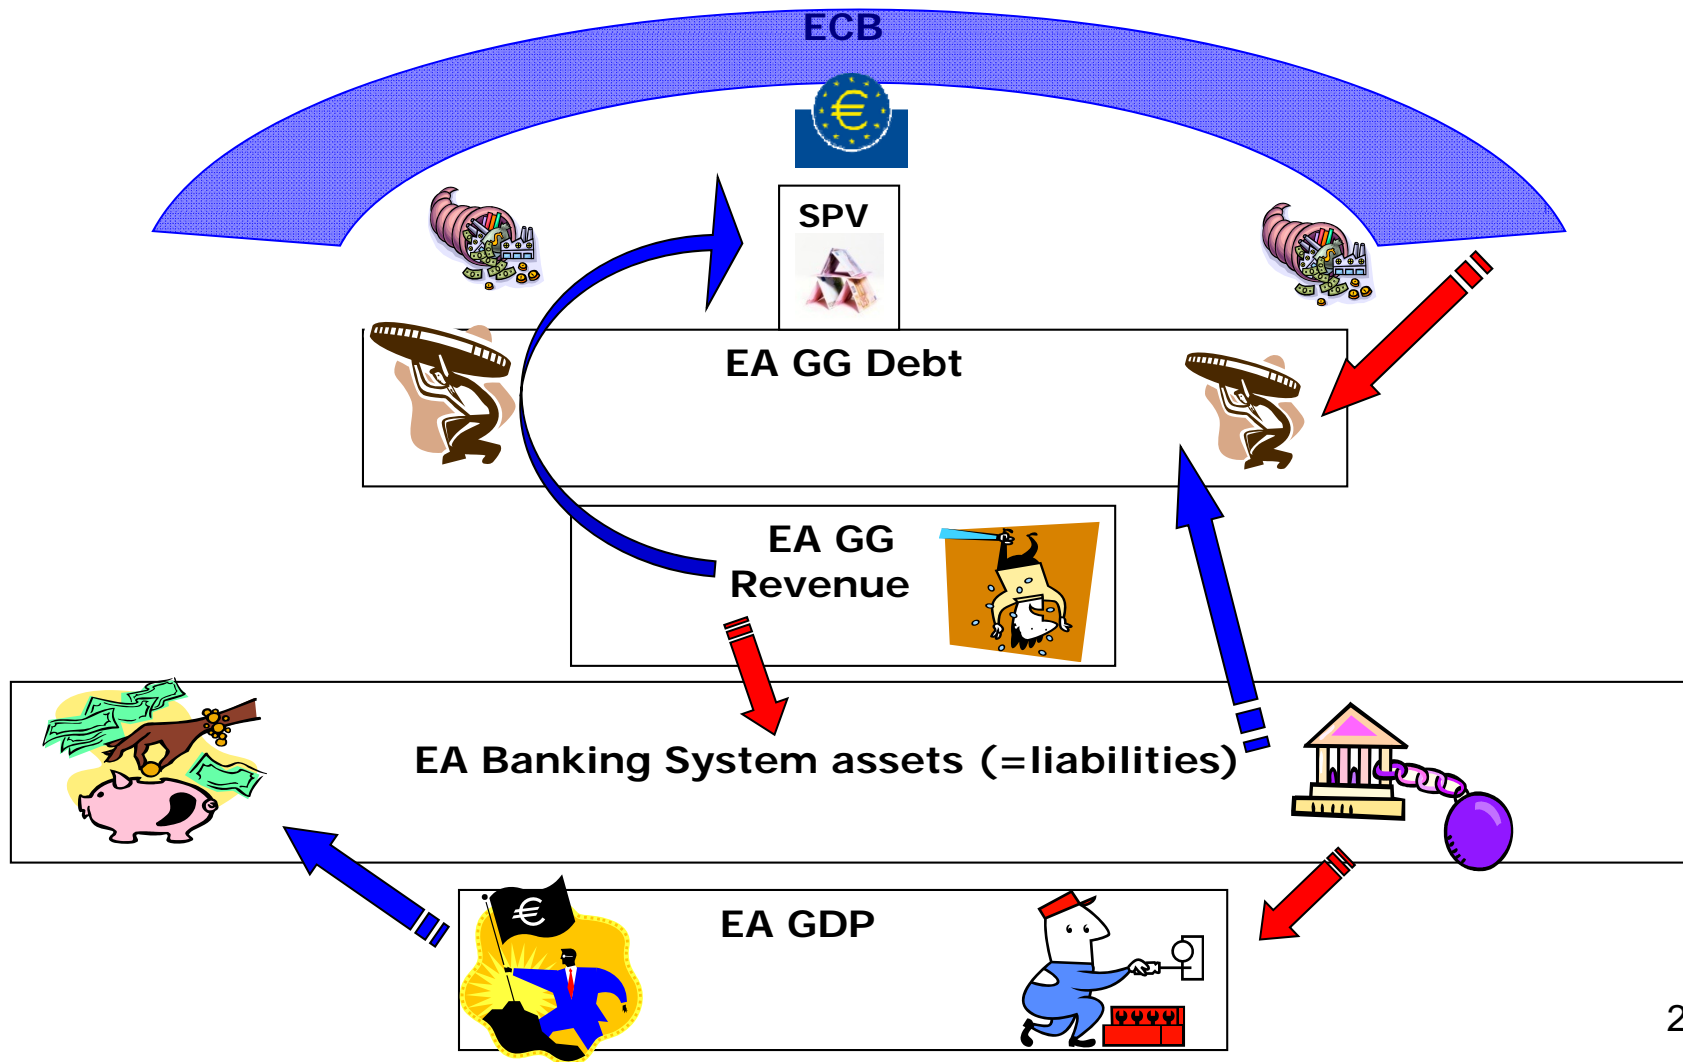 ECB
€
SPV
EA GG Debt
EA GG
Revenue
EA Banking System assets (=liabilities)
€
EA GDP
2